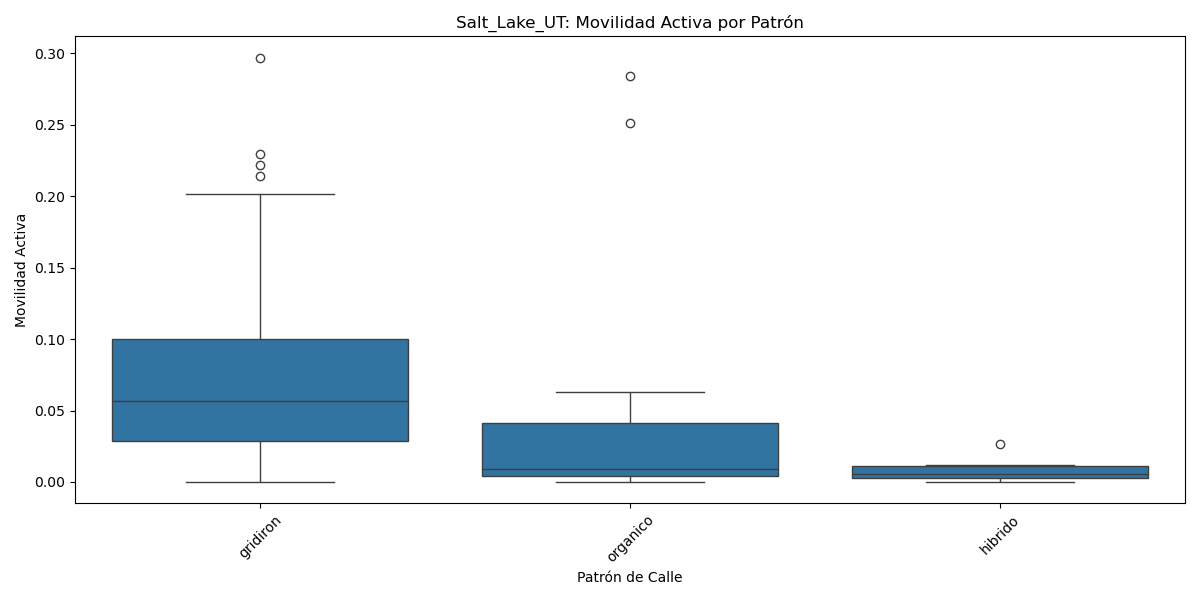 Salt_Lake_UT: Movilidad Activa por Patrón
Movilidad Activa
0.30
0.25
0.20
0.15
0.10
0.05
0.00
gridiron
organico
hibrido
Patrón de Calle